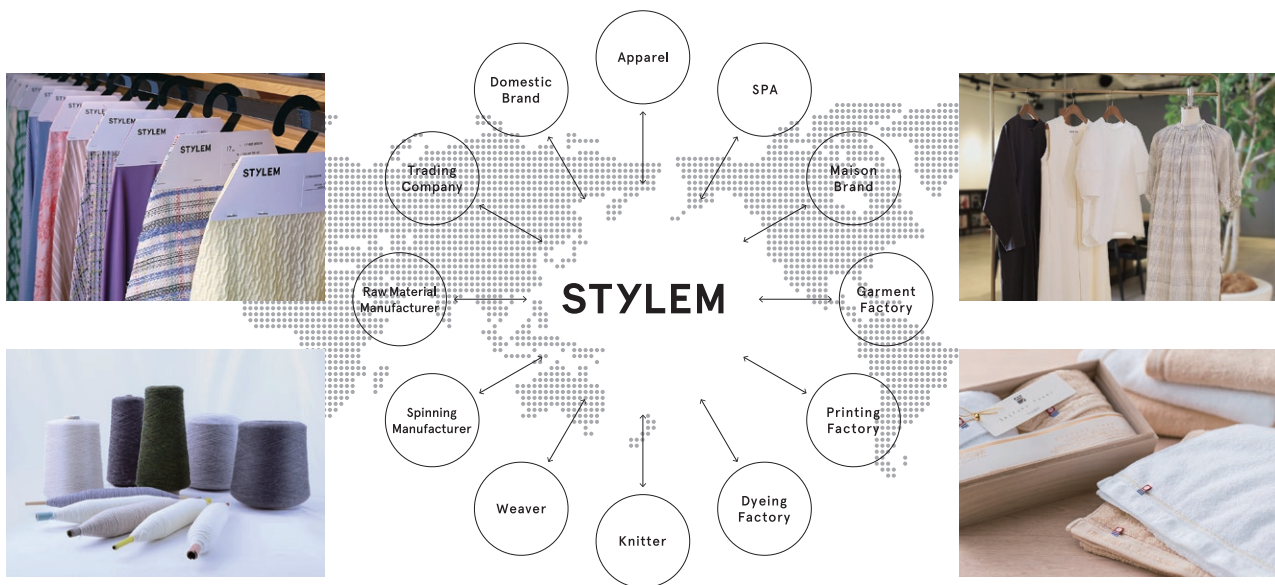 Apparel
Domestic
Brand
SPA
Trading
Company
Maison
Brand
Raw Material
Manufacturer
STYLEM
Garment
Factory
Spinning
Manufacturer
Printing
Factory
Weaver
Dyeing
Factory
Knitter
STYLEM
STYLEM
STYLEM
STYLEM